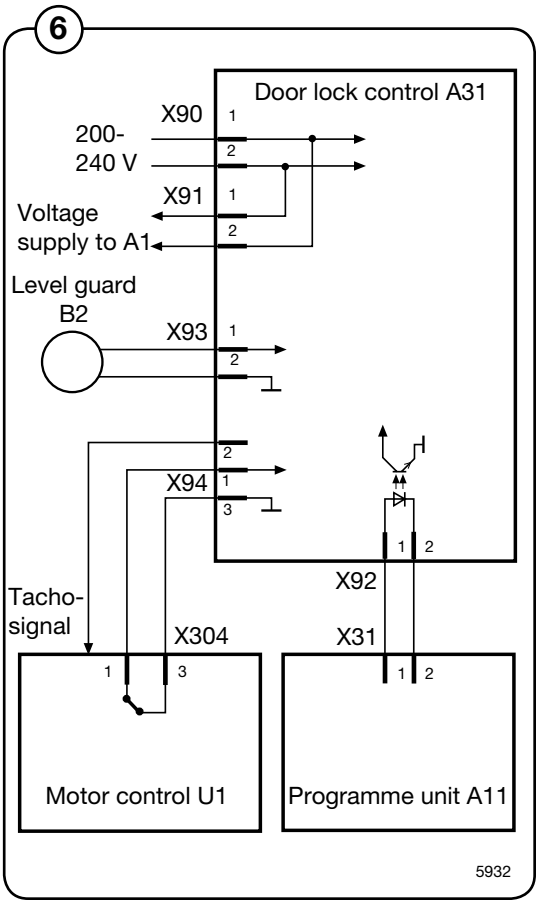 6
Door lock control A31
X90
1
200-
2
240 V
X91
1
Voltage
2
supply to A1
Level guard
B2
X93
1
2
2
X94
1
3
1
2
X92
Tacho-
signal
X304
X31
1
3
1
2
Motor control U1
Programme unit A11
5932